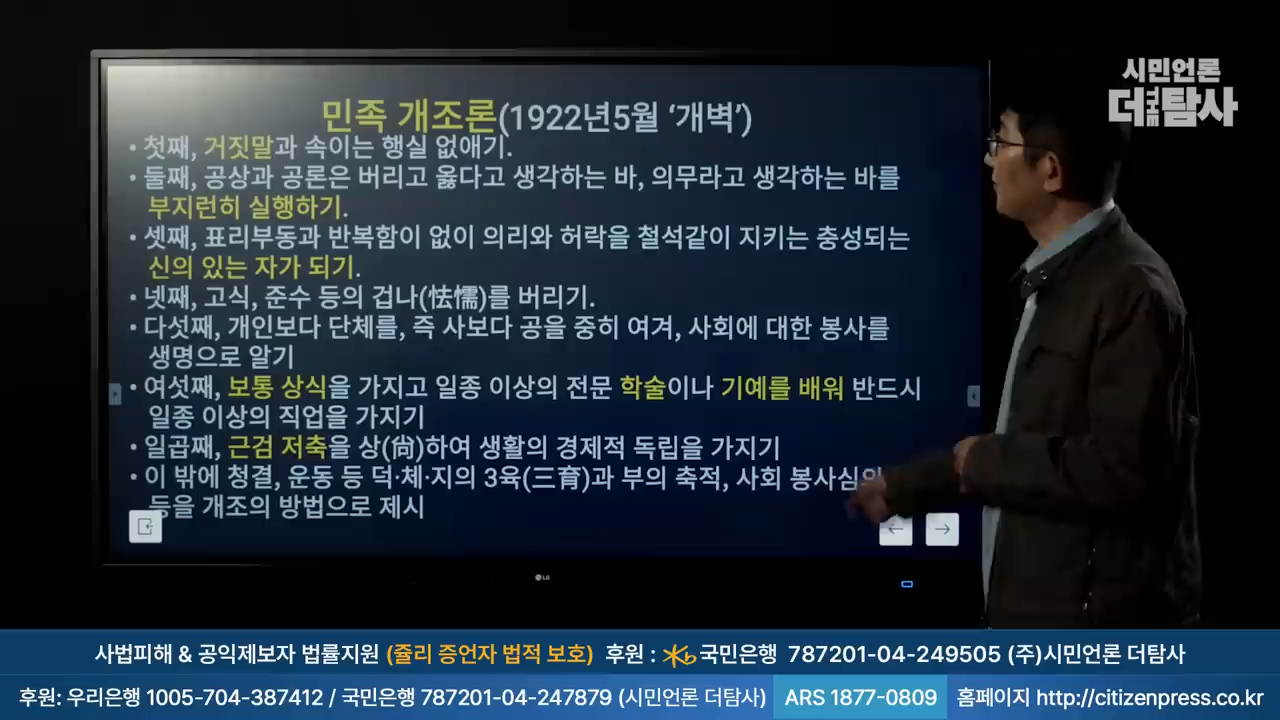 시민언론
더탐사
민족 개조론(1922년5월 ‘개벽’)
• 첫째, 거짓말과 속이는 행실 없애기.
• 둘째, 공상과 공론은 버리고 옳다고 생각하는 바, 의무라고 생각하는 바를
부지런히 실행하기.
• 셋째, 표리부동과 반복함이 없이 의리와 허락을 철석같이 지키는 충성되는
신의 있는 자가 되기.
• 넷째, 고식, 준수 등의 겁나(怯懦)를 버리기.
• 다섯째, 개인보다 단체를, 즉 사보다 공을 중히 여겨, 사회에 대한 봉사를
생명으로 알기
• 여섯째, 보통 상식을 가지고 일종 이상의 전문 학술이나 기예를 배워 반드시
일종 이상의 직업을 가지기
• 일곱째, 근검 저축을 상(尙)하여 생활의 경제적 독립을 가지기
• 이 밖에 청결, 운동 등 덕·체·지의 3육(三育)과 부의 축적, 사회 봉사심의
등을 개조의 방법으로 제시
LG
사법피해 & 공익제보자 법률지원 (쥴리 증언자 법적 보호) 후원 : 국민은행 787201-04-249505 (주)시민언론 더탐사
후원: 우리은행 1005-704-387412 / 국민은행 787201-04-247879 (시민언론 더탐사) ARS 1877-0809 홈페이지 http://citizenpress.co.kr